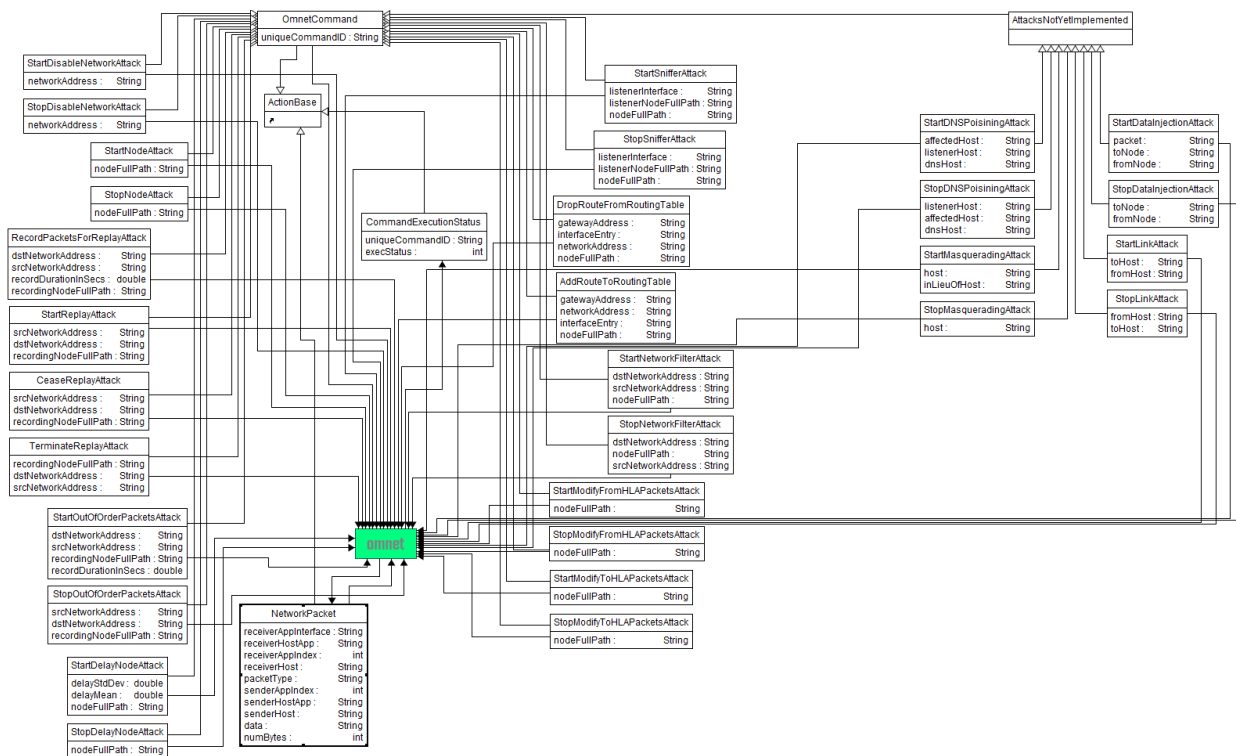 OmnetCommand
uniqueCommandID : String
AttacksNotYetImplemented
StartDisableNetworkAttack
networkAddress : String
StopDisableNetworkAttack
networkAddress : String
StartNodeAttack
nodeFullPath : String
StopNodeAttack
nodeFullPath : String
RecordPacketsForReplayAttack
dstNetworkAddress : String
srcNetworkAddress : String
recordDurationInSecs : double
recordingNodeFullPath : String
StartReplayAttack
srcNetworkAddress : String
dstNetworkAddress : String
recordingNodeFullPath : String
CeaseReplayAttack
srcNetworkAddress : String
dstNetworkAddress : String
recordingNodeFullPath : String
TerminateReplayAttack
recordingNodeFullPath : String
dstNetworkAddress : String
srcNetworkAddress : String
StartOutOfOrderPacketsAttack
dstNetworkAddress : String
srcNetworkAddress : String
recordingNodeFullPath : String
recordDurationInSecs : double
StopOutOfOrderPacketsAttack
srcNetworkAddress : String
dstNetworkAddress : String
recordingNodeFullPath : String
StartDelayNodeAttack
delayStdDev : double
delayMean : double
nodeFullPath : String
StopDelayNodeAttack
nodeFullPath : String
ActionBase
CommandExecutionStatus
uniqueCommandID : String
execStatus : int
omnet
NetworkPacket
receiverAppInterface : String
receiverHostApp : String
receiverAppIndex : int
receiverHost : String
packetType : String
senderAppIndex : int
senderHostApp : String
senderHost : String
data : String
numBytes : int
StartSnifferAttack
listenerInterface : String
listenerNodeFullPath : String
nodeFullPath : String
StopSnifferAttack
listenerInterface : String
listenerNodeFullPath : String
nodeFullPath : String
DropRouteFromRoutingTable
gatewayAddress : String
interfaceEntry : String
networkAddress : String
nodeFullPath : String
AddRouteToRoutingTable
gatewayAddress : String
networkAddress : String
interfaceEntry : String
nodeFullPath : String
StartNetworkFilterAttack
dstNetworkAddress : String
srcNetworkAddress : String
nodeFullPath : String
StopNetworkFilterAttack
dstNetworkAddress : String
nodeFullPath : String
srcNetworkAddress : String
StartModifyFromHLAPacketsAttack
nodeFullPath : String
StopModifyFromHLAPacketsAttack
nodeFullPath : String
StartModifyToHLAPacketsAttack
nodeFullPath : String
StopModifyToHLAPacketsAttack
nodeFullPath : String
StartDNSPoisiningAttack
affectedHost : String
listenerHost : String
dnsHost : String
StopDNSPoisiningAttack
listenerHost : String
affectedHost : String
dnsHost : String
StartMasqueradingAttack
host : String
inLieuOfHost : String
StopMasqueradingAttack
host : String
StartDataInjectionAttack
packet : String
toNode : String
fromNode : String
StopDataInjectionAttack
toNode : String
fromNode : String
StartLinkAttack
toHost : String
fromHost : String
StopLinkAttack
fromHost : String
toHost : String